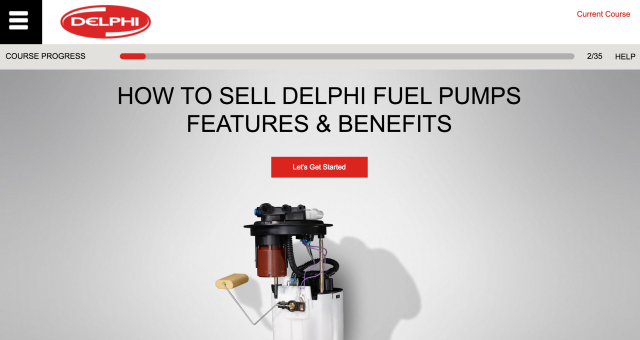 DELPHI
Current Course
COURSE PROGRESS
2/35
HELP
HOW TO SELL DELPHI FUEL PUMPS
FEATURES & BENEFITS
Let's Get Started